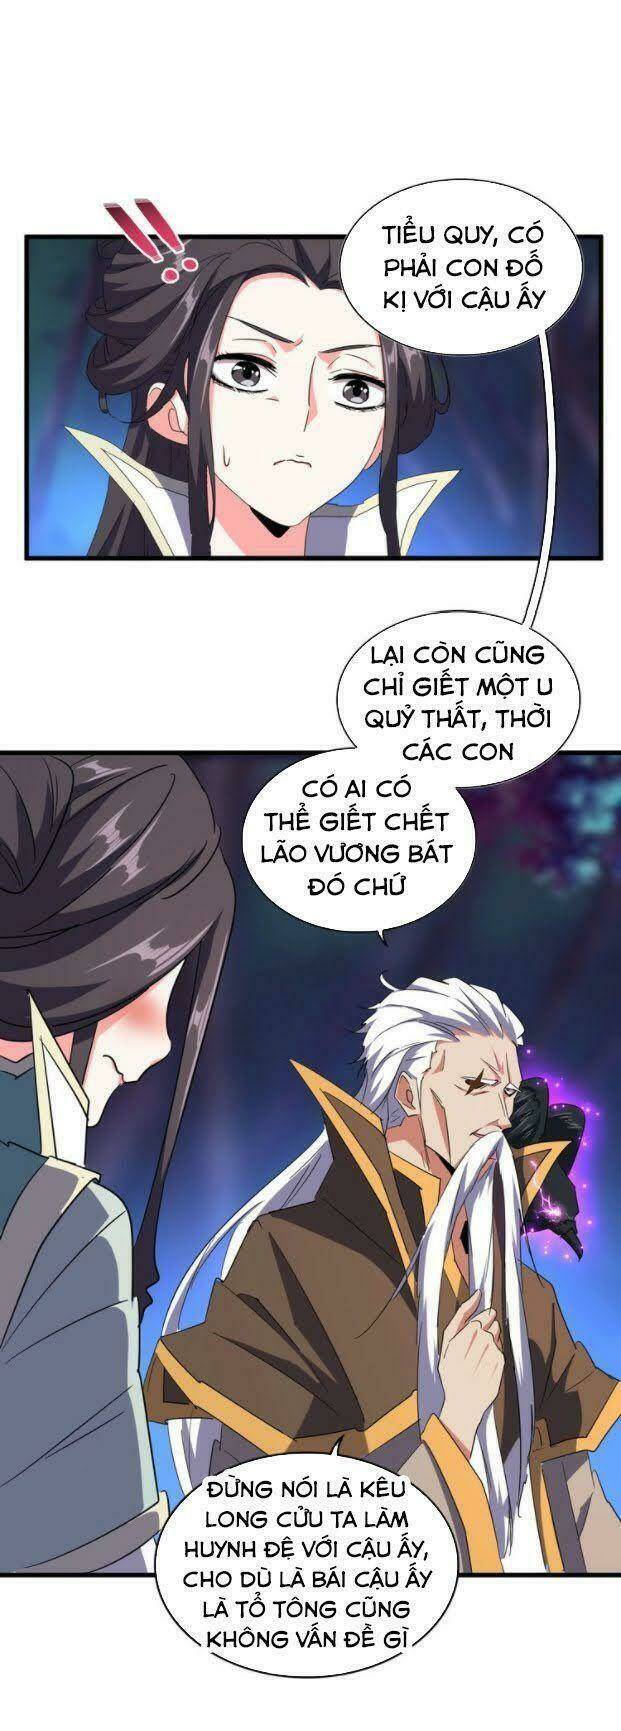 TIỂU QUY, CÓ
PHẢI CON ĐỐ
KỊ VỚI CẬU ẤY
LẠI CÒN CŨNG
CHỈ GIẾT MỘT U
QUỶ THẤT, THỜI
CÁC CON
CÓ AI CÓ
THỂ GIẾT CHẾT
LÃO VƯƠNG BÁT
ĐÓ CHỨ
ĐỪNG NÓI LÀ KÊU
LONG CỬU TA LÀM
HUYNH ĐỆ VỚI CẬU ẤY,
CHO DÙ LÀ BÁI CẬU ẤY
LÀ TỔ TÔNG CŨNG
KHÔNG VẤN ĐỀ GÌ